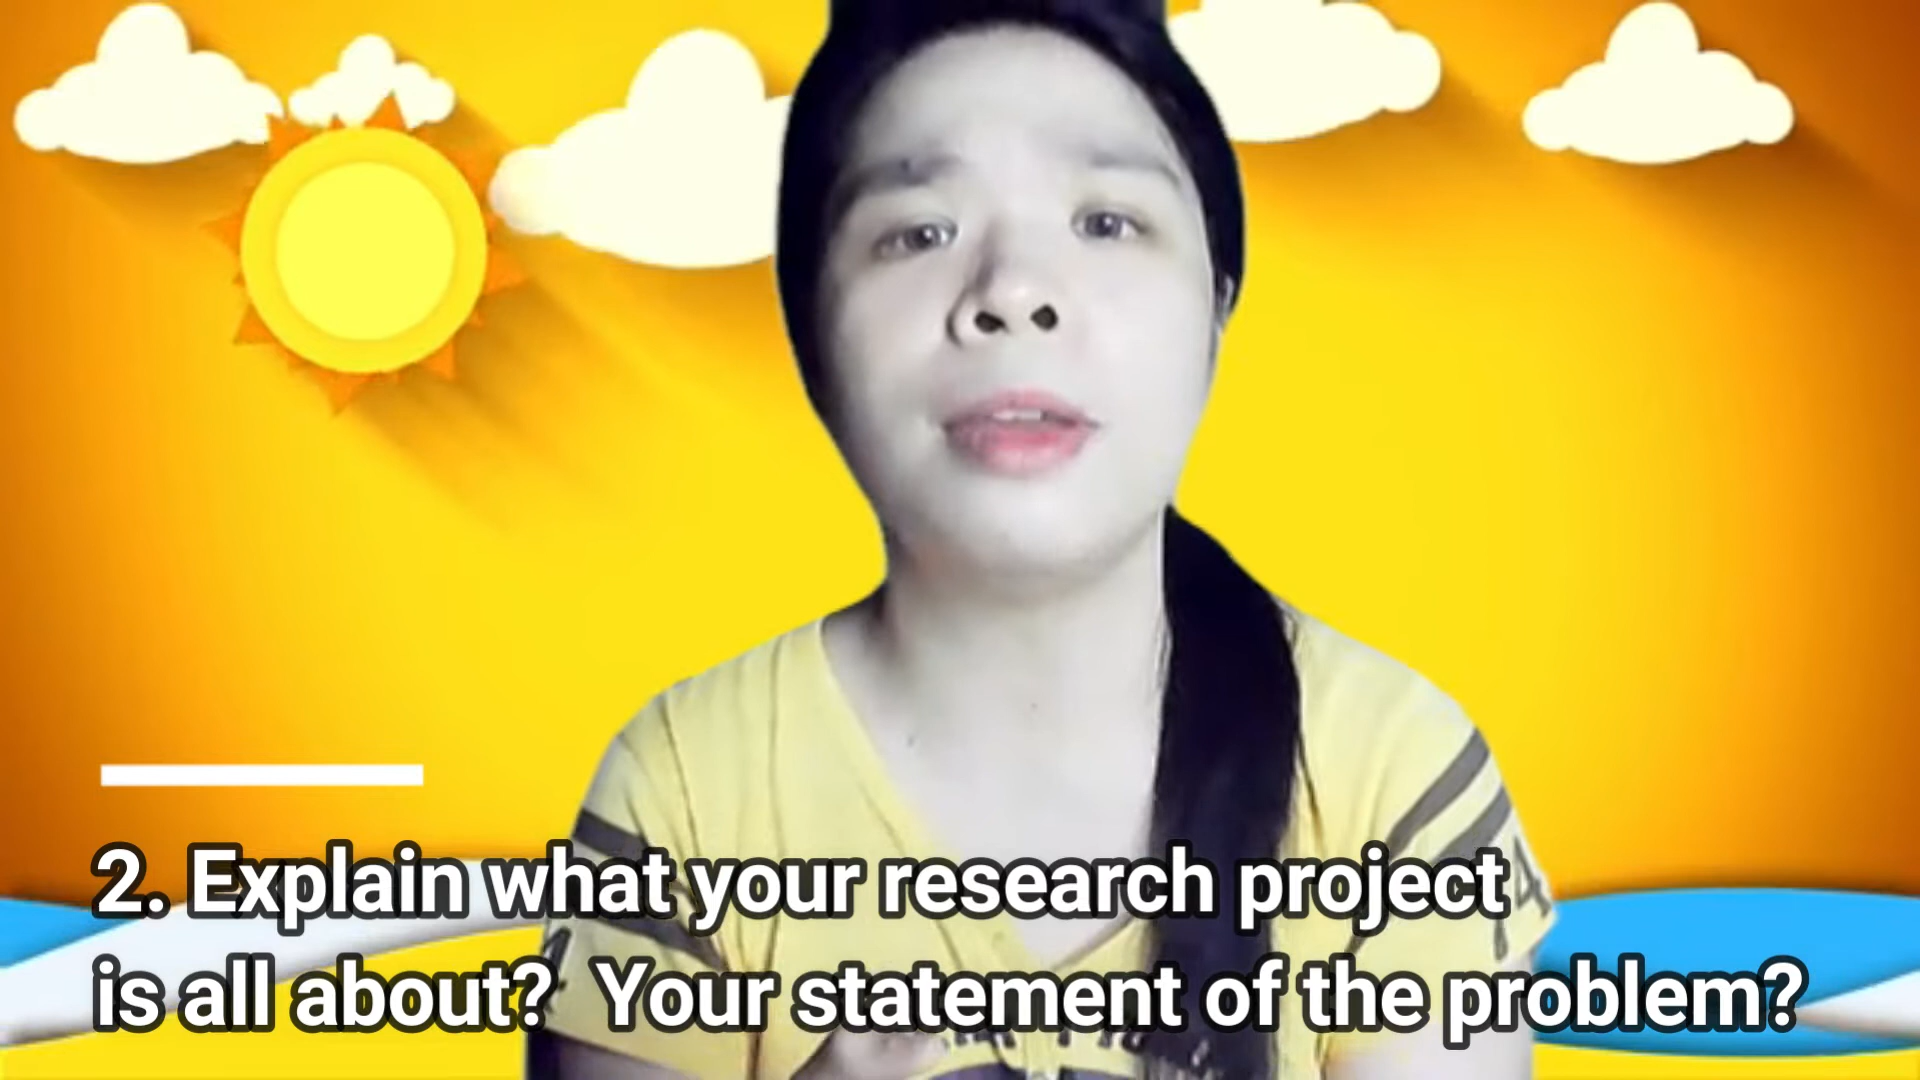 2. Explain what your research project
is all about?  Your statement of the problem?